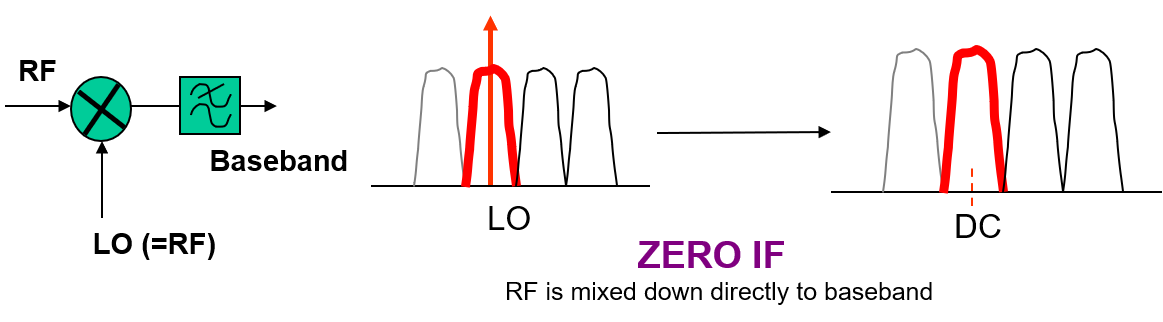 RF
Baseband
LO (=RF)
LO
DC
ZERO IF
RF is mixed down directly to baseband